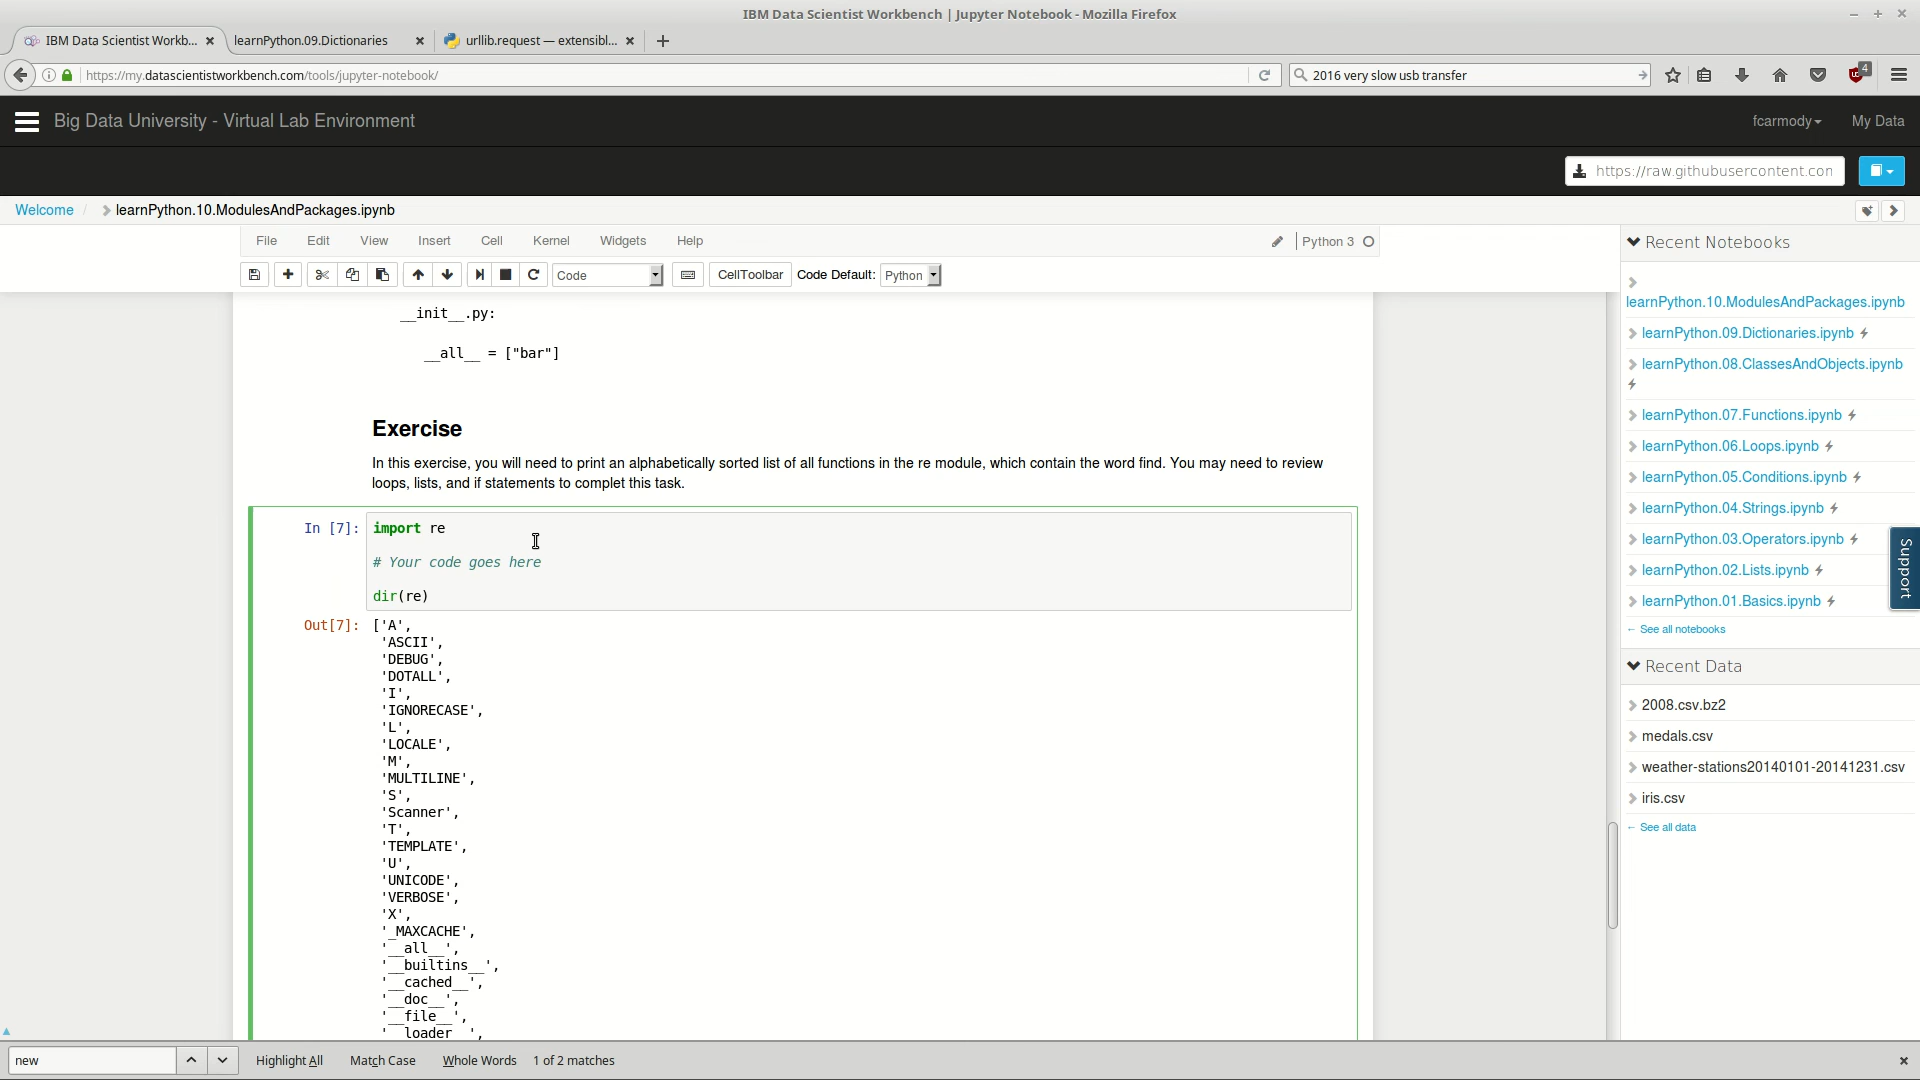 IBM Data Scientist Workbench | Jupyter Notebook - Mozilla Firefox
IBM Data Scientist Workb...
learnPython.09.Dictionaries
urllib.request — extensibl...
https://my.datascientistworkbench.com/tools/jupyter-notebook/
2016 very slow usb transfer
4
Big Data University - Virtual Lab Environment
fcarmody
My Data
https://raw.githubusercontent.con
Welcome / learnPython.10.ModulesAndPackages.ipynb
File Edit View Insert Cell Kernel Widgets Help
Python 3
Code
CellToolbar
Code Default:
Python
__init__.py:
__all__ = ["bar"]
Exercise
In this exercise, you will need to print an alphabetically sorted list of all functions in the re module, which contain the word find. You may need to review
loops, lists, and if statements to complet this task.
In [7]: import re
# Your code goes here
dir(re)
Out[7]: ['A',
'ASCII',
'DEBUG',
'DOTALL',
'I',
'IGNORECASE',
'L',
'LOCALE',
'M',
'MULTILINE',
'S',
'Scanner',
'T',
'TEMPLATE',
'U',
'UNICODE',
'VERBOSE',
'X',
'_MAXCACHE',
'__all__',
'__builtins__',
'__cached__',
'__doc__',
'__file__',
'__loader__',
Recent Notebooks
learnPython.10.ModulesAndPackages.ipynb
learnPython.09.Dictionaries.ipynb
learnPython.08.ClassesAndObjects.ipynb
learnPython.07.Functions.ipynb
learnPython.06.Loops.ipynb
learnPython.05.Conditions.ipynb
learnPython.04.Strings.ipynb
learnPython.03.Operators.ipynb
learnPython.02.Lists.ipynb
learnPython.01.Basics.ipynb
← See all notebooks
Support
Recent Data
2008.csv.bz2
medals.csv
weather-stations20140101-20141231.csv
iris.csv
← See all data
new
Highlight All
Match Case
Whole Words
1 of 2 matches